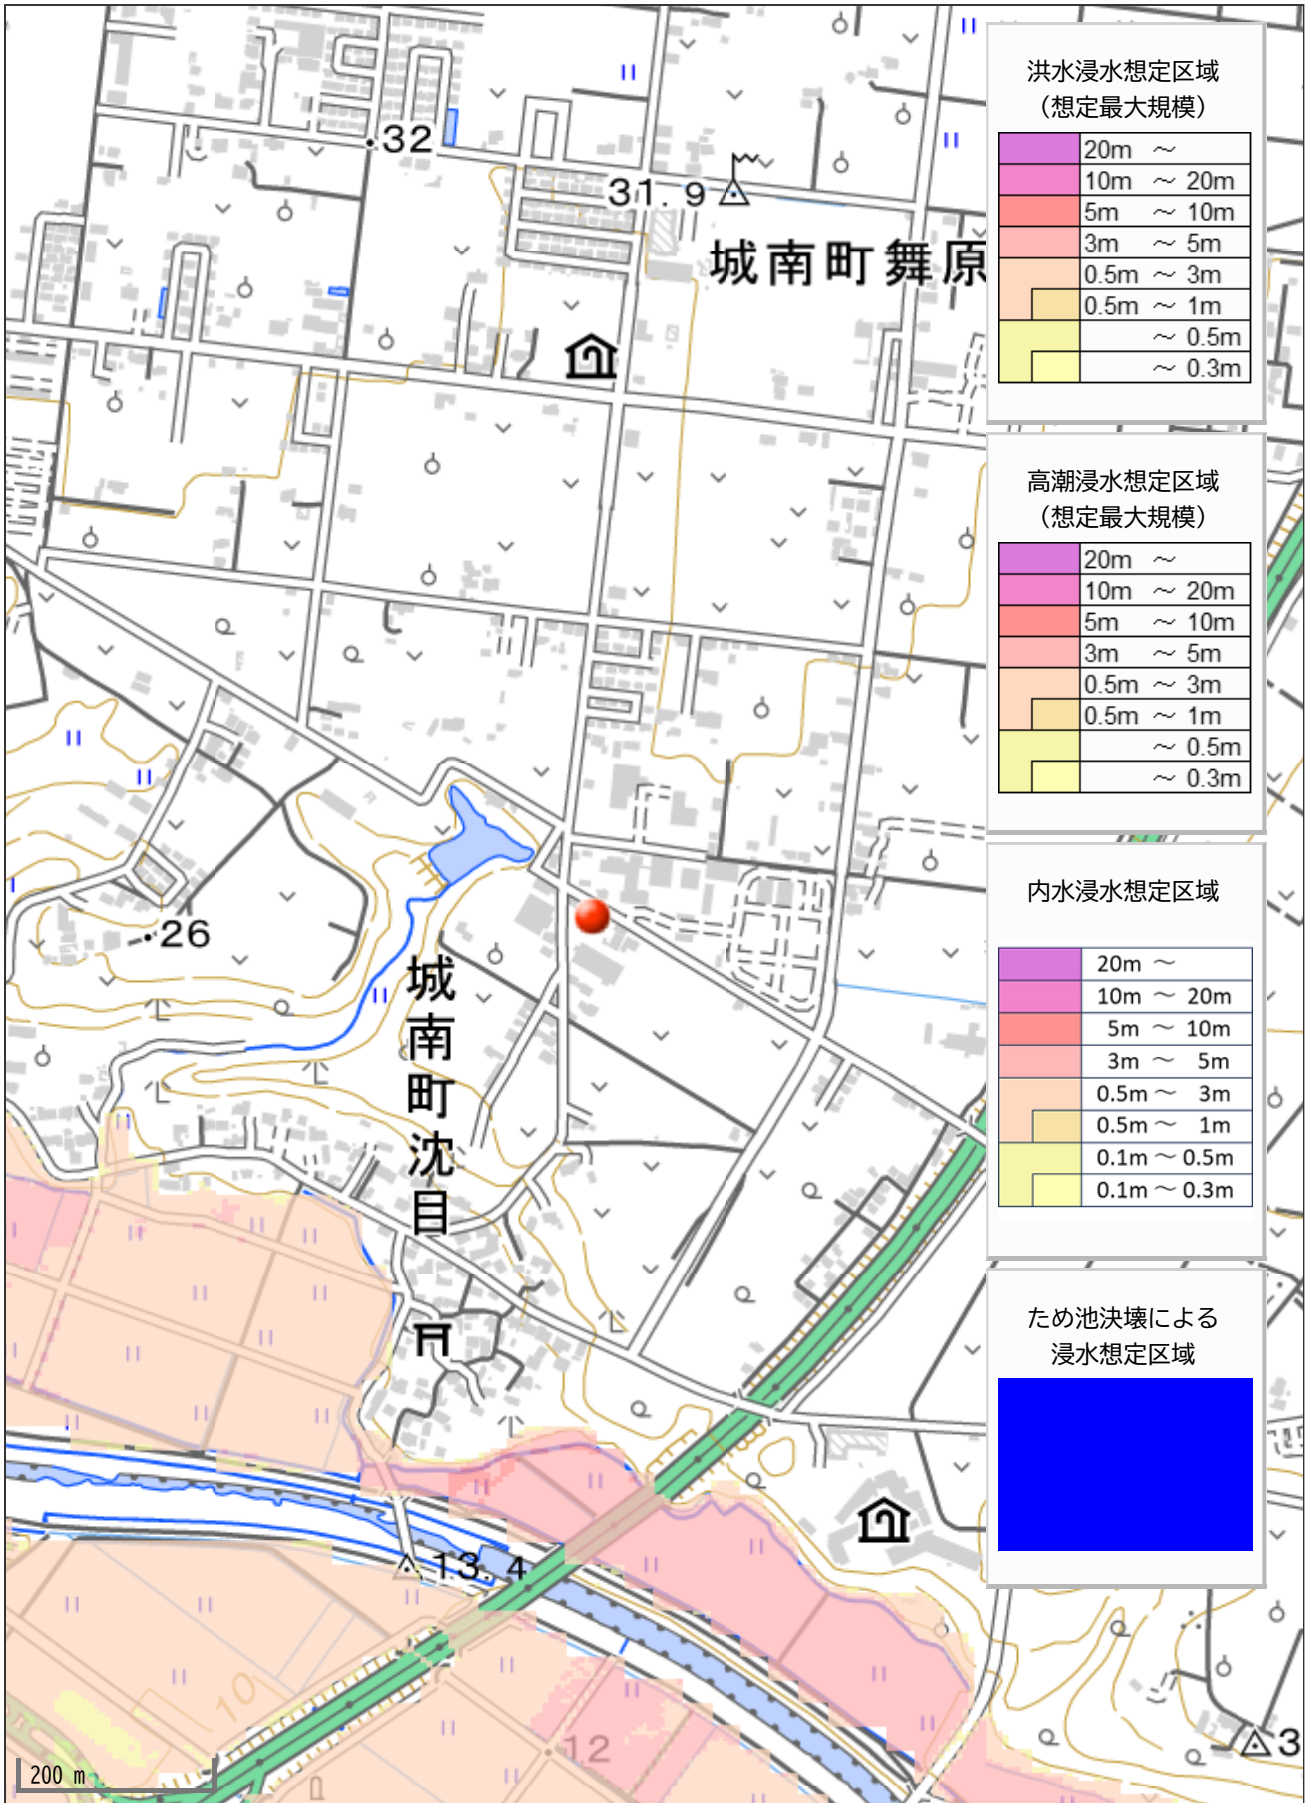 32
31.9
城南町舞原
26
城南町沈目
13.4
10
12
3
200 m
洪水浸水想定区域
（想定最大規模）
20m ～
10m ～ 20m
5m ～ 10m
3m ～ 5m
0.5m ～ 3m
0.5m ～ 1m
～ 0.5m
～ 0.3m
高潮浸水想定区域
（想定最大規模）
20m ～
10m ～ 20m
5m ～ 10m
3m ～ 5m
0.5m ～ 3m
0.5m ～ 1m
～ 0.5m
～ 0.3m
内水浸水想定区域
20m ～
10m ～ 20m
5m ～ 10m
3m ～ 5m
0.5m ～ 3m
0.5m ～ 1m
0.1m ～ 0.5m
0.1m ～ 0.3m
ため池決壊による
浸水想定区域